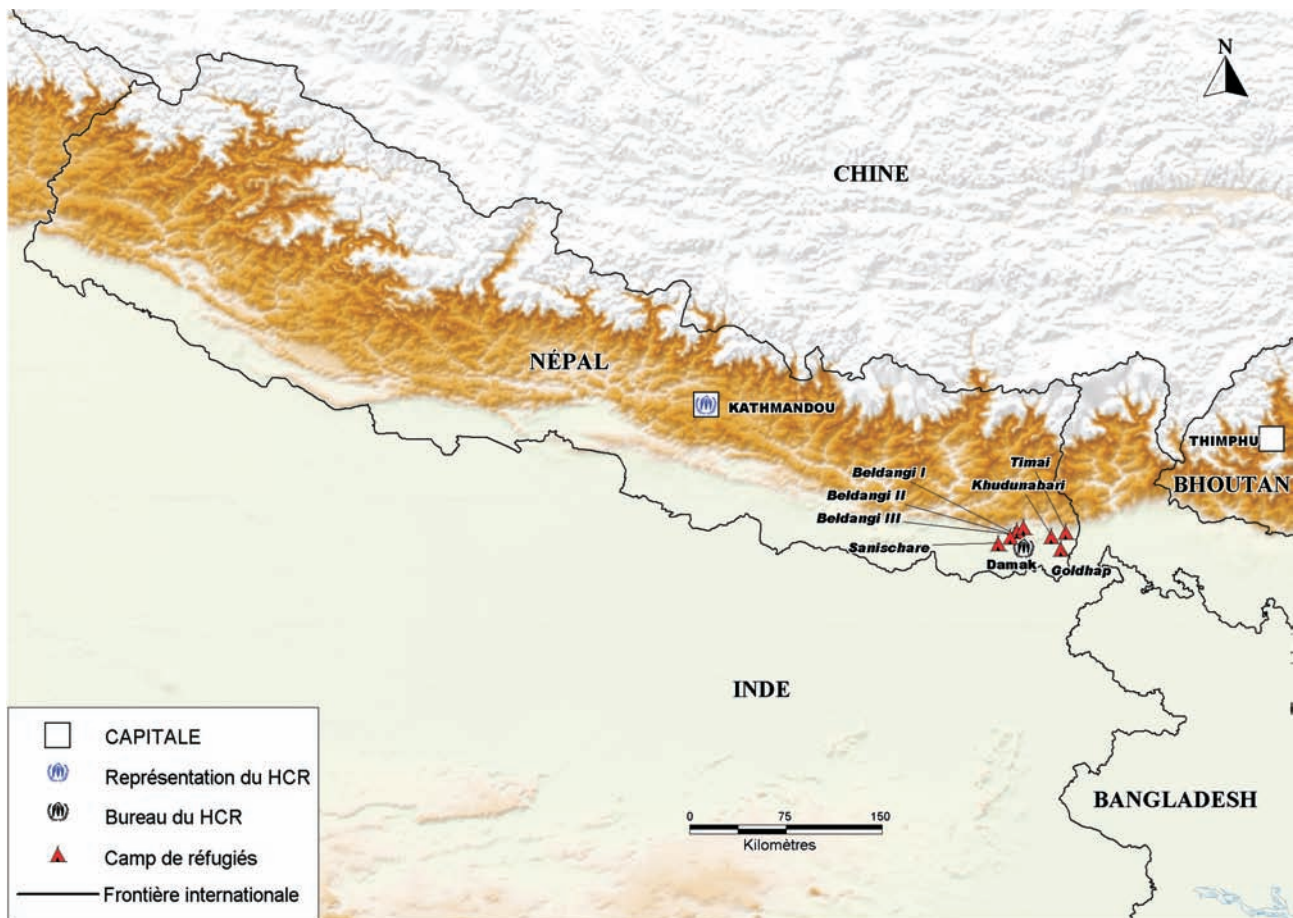 N
CHINE
NÉPAL
KATHMANDOU
THIMPHU
BHOUTAN
Timai
Beldangi I
Khudunabari
Beldangi II
Beldangi III
Sanischare
Damak
Goldhap
INDE
BANGLADESH
CAPITALE
Représentation du HCR
Bureau du HCR
Camp de réfugiés
Frontière internationale
0 75 150
Kilomètres